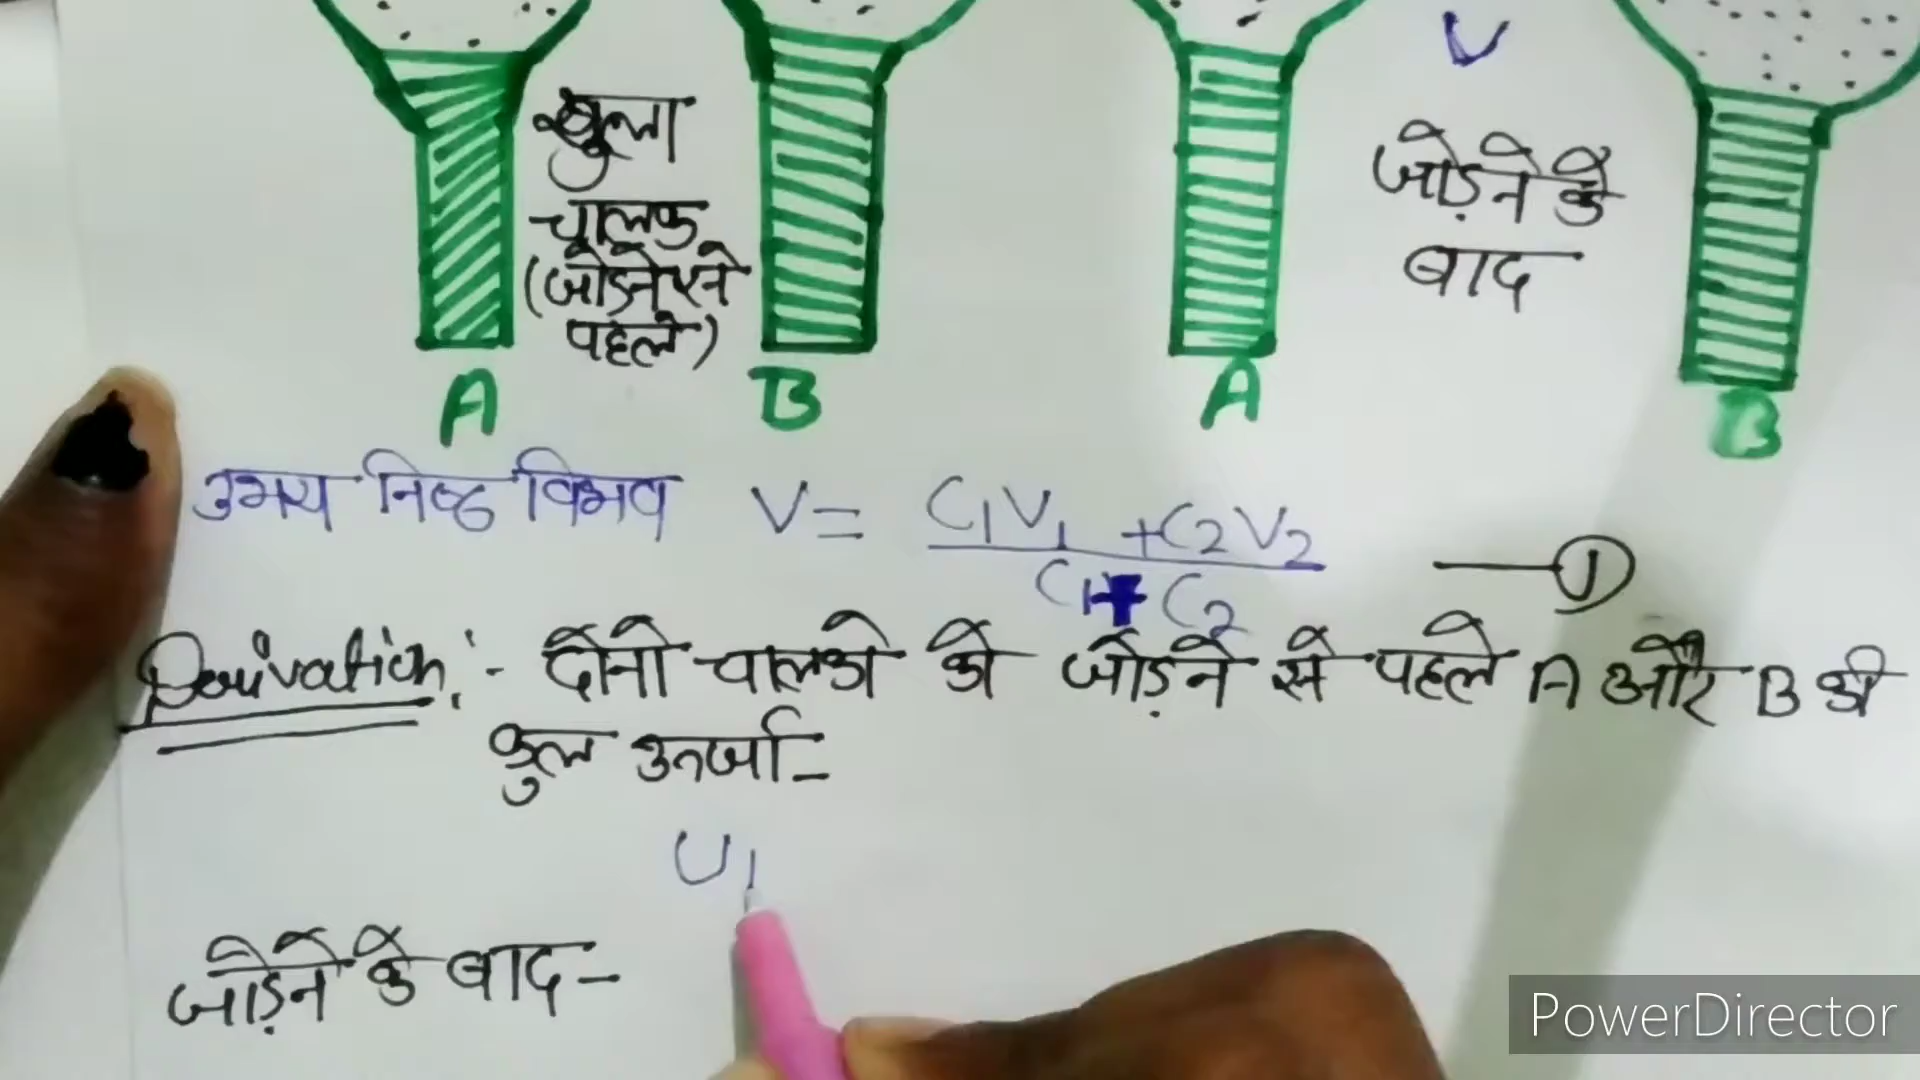 V
खुला
चालक
(जोड़ने से
पहले)
जोड़ने के
बाद
A
B
A
B
उभय निष्ठ विभव V= C1V1 +C2V2 / C1+C2 —①
Derivation:- दोनो चालको को जोड़ने से पहले A और B की
कुल ऊर्जा-
U1
जोड़ने के बाद-
PowerDirector